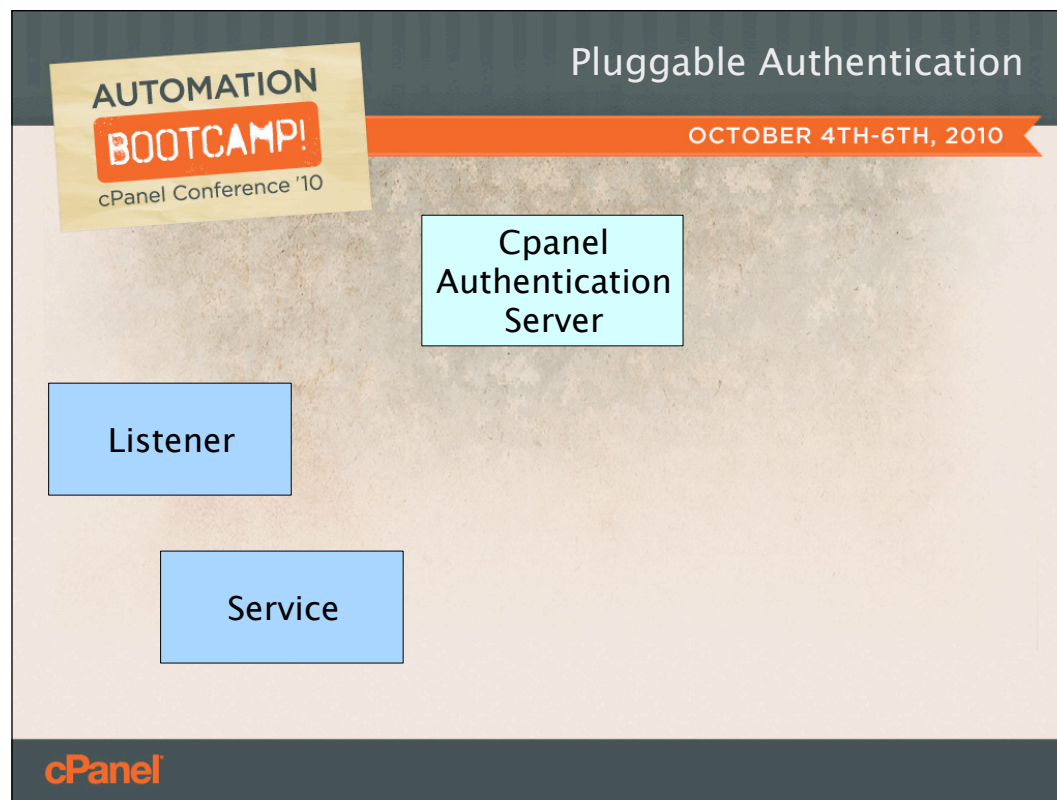 Pluggable Authentication
AUTOMATION
BOOTCAMP!
cPanel Conference '10
OCTOBER 4TH-6TH, 2010
Cpanel
Authentication
Server
Listener
Service
cPanel